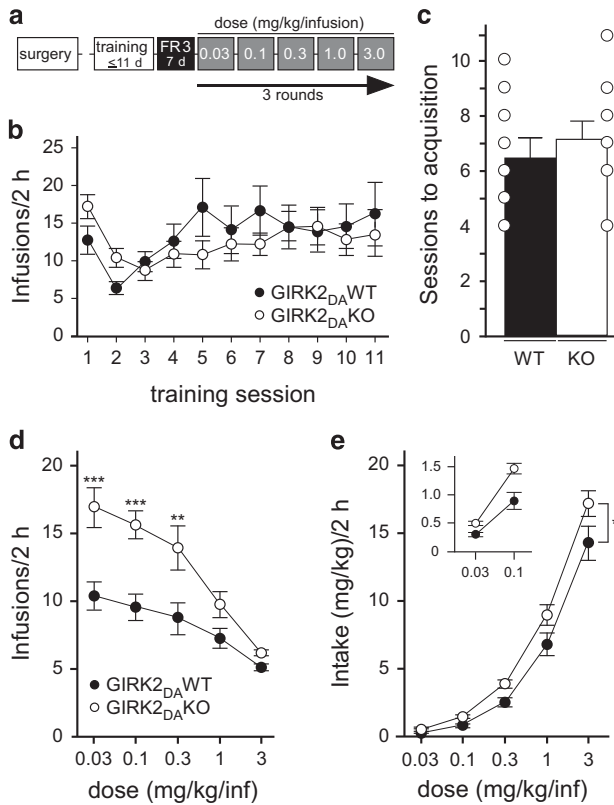 a
dose (mg/kg/infusion)
surgery
training
≤11 d
FR3
7 d
0.03 0.1 0.3 1.0 3.0
3 rounds
b
Infusions/2 h
25
20
15
10
5
0
GIRK2DAWT
GIRK2DAKO
1 2 3 4 5 6 7 8 9 10 11
training session
c
Sessions to acquisition
10
8
6
4
2
0
WT KO
d
Infusions/2 h
20
15
10
5
0
*** *** **
GIRK2DAWT
GIRK2DAKO
0.03 0.1 0.3 1 3
dose (mg/kg/inf)
e
Intake (mg/kg)/2 h
20
15
10
5
0
1.5
1.0
0.5
0
0.03 0.1
*
0.03 0.1 0.3 1 3
dose (mg/kg/inf)